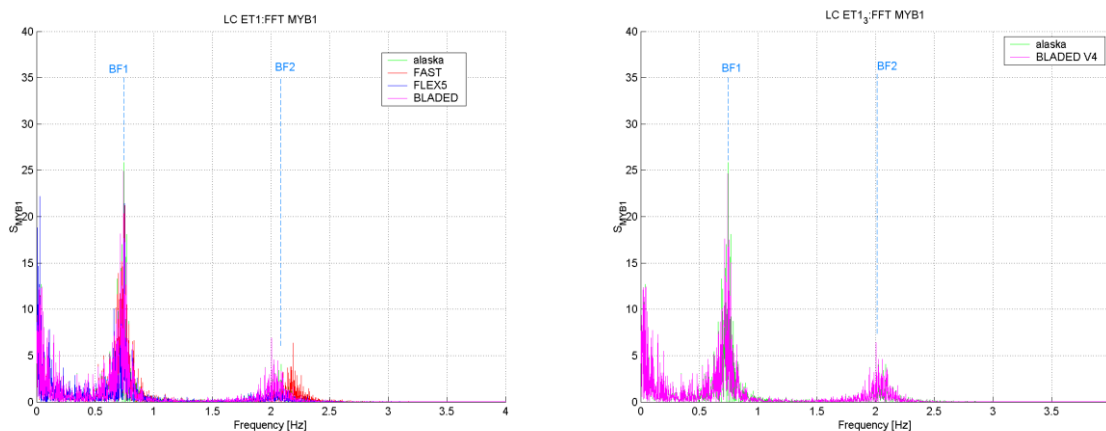 LC ET1:FFT MYB1
40
35
30
25
20
15
10
5
0
S_MYB1
BF1
BF2
alaska
FAST
FLEX5
BLADED
0 0.5 1 1.5 2 2.5 3 3.5 4
Frequency [Hz]
LC ET1₃:FFT MYB1
40
35
30
25
20
15
10
5
0
S_MYB1
BF1
BF2
alaska
BLADED V4
0 0.5 1 1.5 2 2.5 3 3.5
Frequency [Hz]